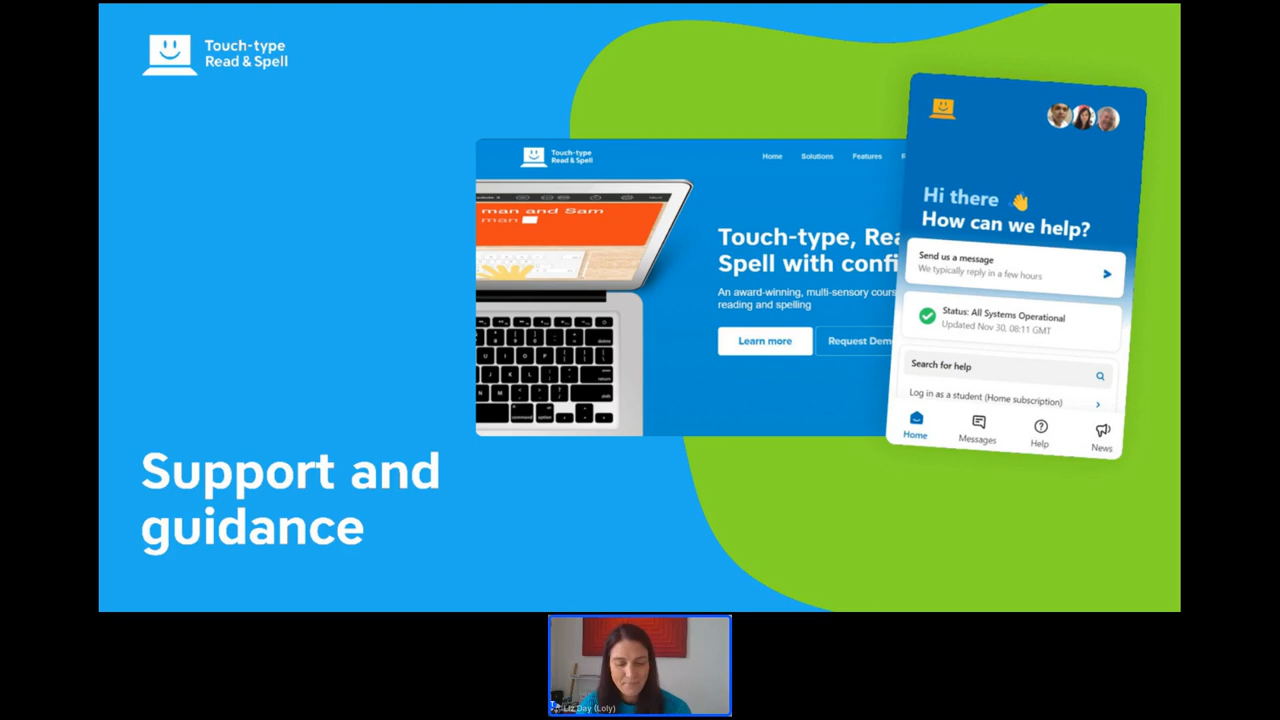 Touch-type
Read & Spell
Touch-type
Read & Spell
Home
Solutions
Features
man and Sam
man
Touch-type, Rea
Spell with confi
An award-winning, multi-sensory cours
reading and spelling
Learn more
Request Dem
Hi there 👋
How can we help?
Send us a message
We typically reply in a few hours
Status: All Systems Operational
Updated Nov 30, 08:11 GMT
Search for help
Log in as a student (Home subscription)
Home
Messages
Help
News
Support and
guidance
Liz Day (Loly)